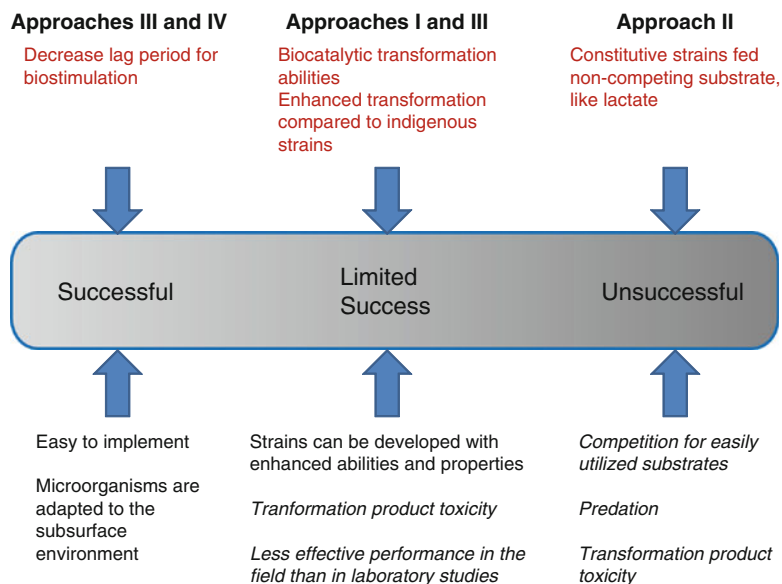 Approaches III and IV
Decrease lag period for
biostimulation
Approaches I and III
Biocatalytic transformation
abilities
Enhanced transformation
compared to indigenous
strains
Approach II
Constitutive strains fed
non-competing substrate,
like lactate
Successful
Limited
Success
Unsuccessful
Easy to implement
Microorganisms are
adapted to the
subsurface
environment
Strains can be developed with
enhanced abilities and properties
Tranformation product toxicity
Less effective performance in the
field than in laboratory studies
Competition for easily
utilized substrates
Predation
Transformation product
toxicity